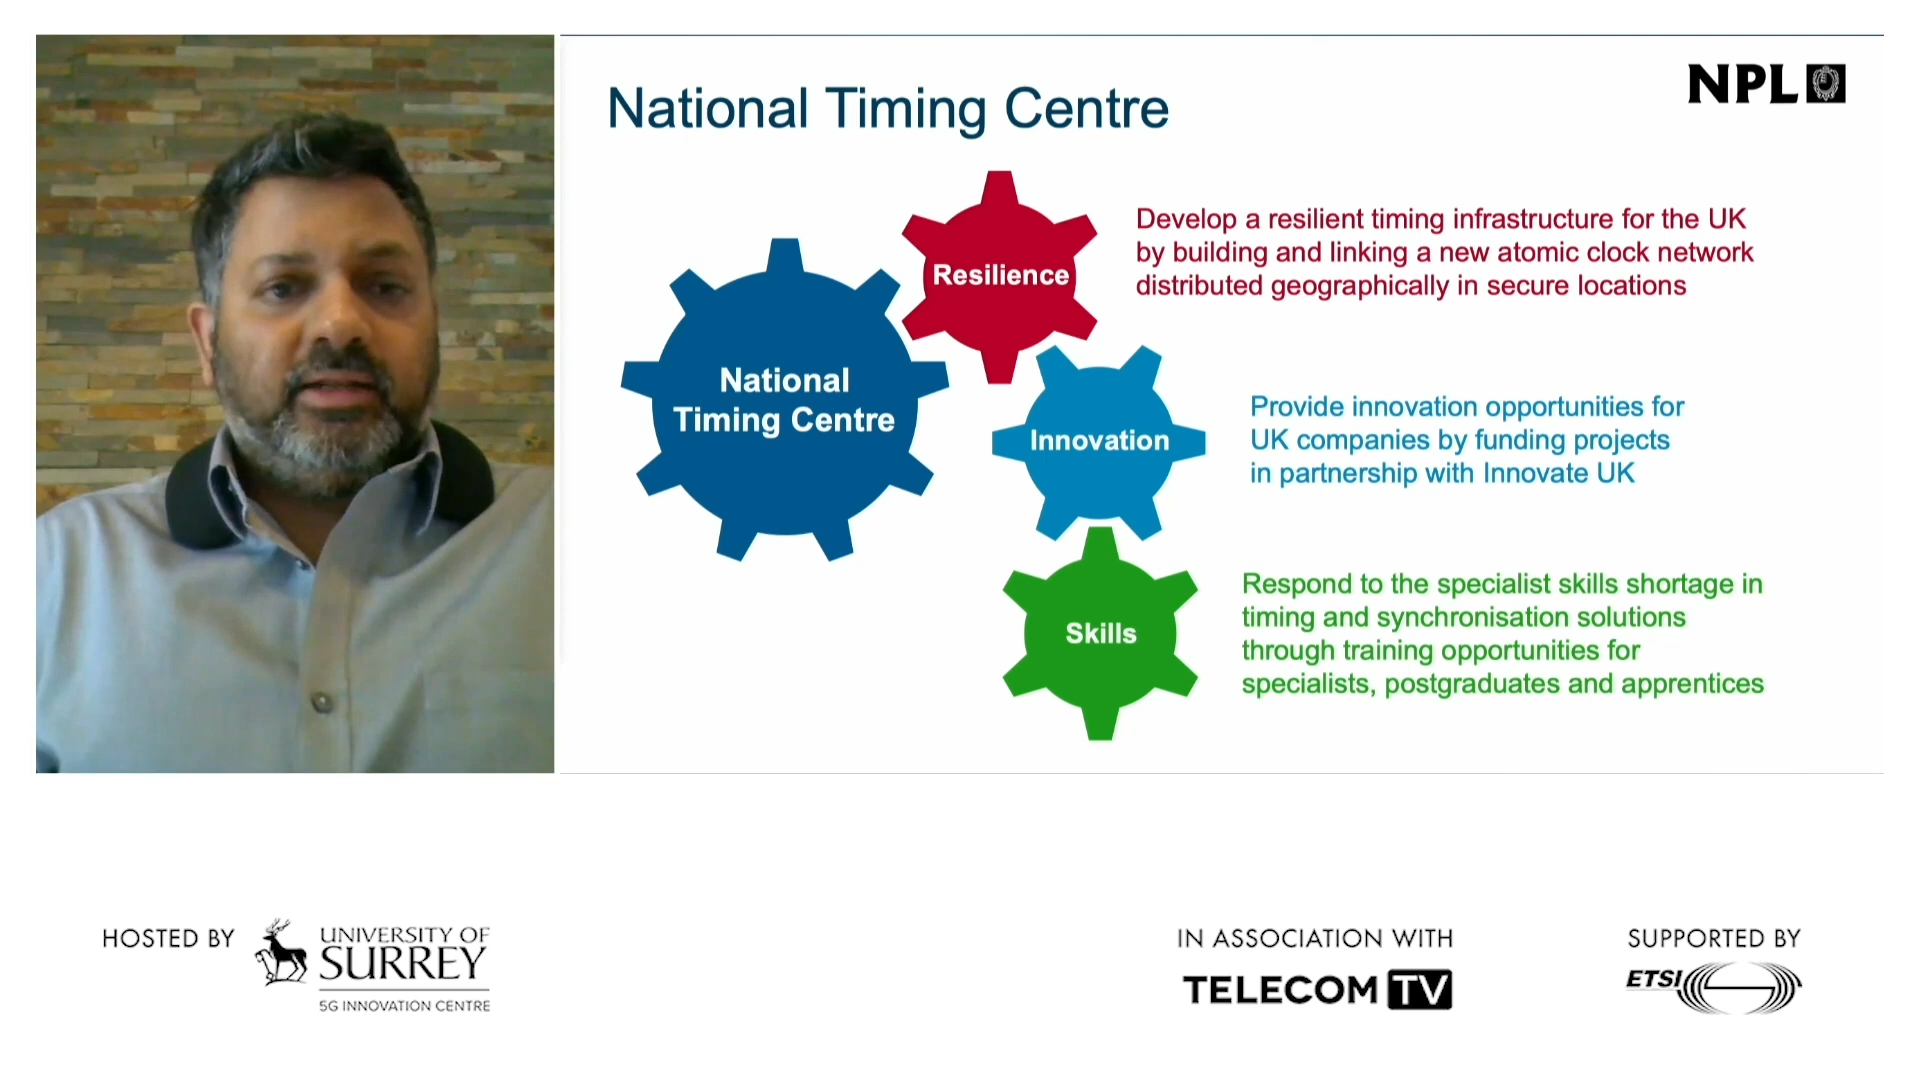 National Timing Centre
NPL
National
Timing Centre
Resilience
Develop a resilient timing infrastructure for the UK
by building and linking a new atomic clock network
distributed geographically in secure locations
Innovation
Provide innovation opportunities for
UK companies by funding projects
in partnership with Innovate UK
Skills
Respond to the specialist skills shortage in
timing and synchronisation solutions
through training opportunities for
specialists, postgraduates and apprentices
HOSTED BY
UNIVERSITY OF
SURREY
5G INNOVATION CENTRE
IN ASSOCIATION WITH
TELECOM TV
SUPPORTED BY
ETSI